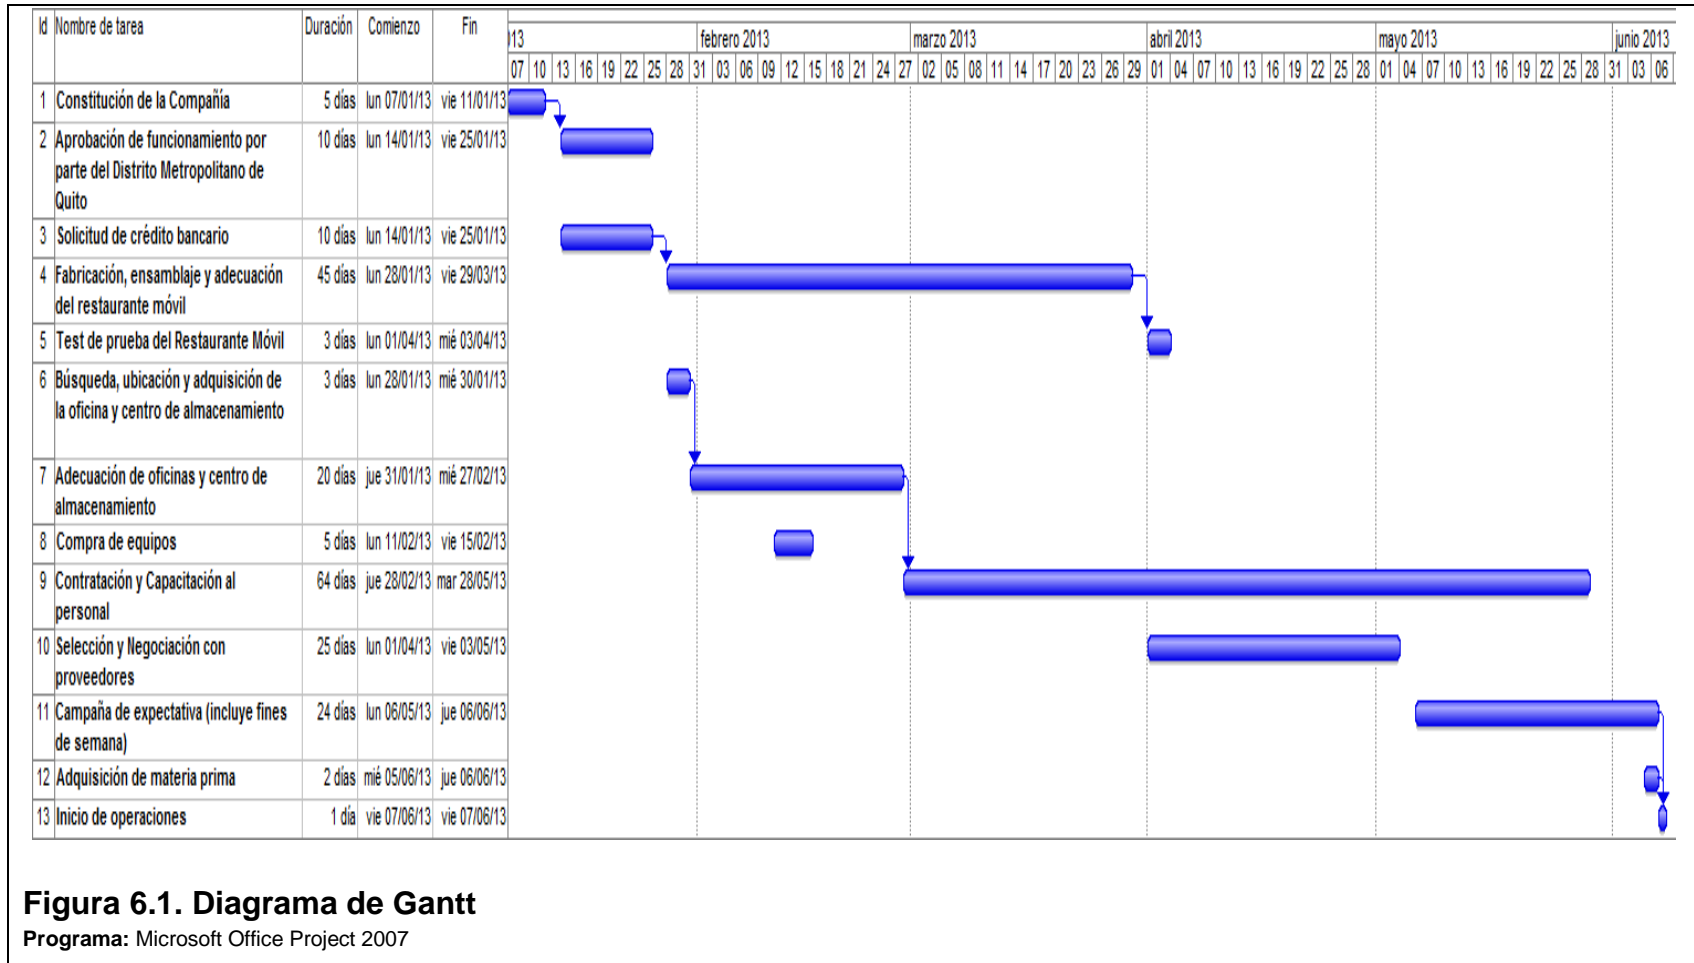 Id Nombre de tarea Duración Comienzo Fin
013 febrero 2013 marzo 2013 abril 2013 mayo 2013 junio 2013
07 10 13 16 19 22 25 28 31 03 06 09 12 15 18 21 24 27 02 05 08 11 14 17 20 23 26 29 01 04 07 10 13 16 19 22 25 28 01 04 07 10 13 16 19 22 25 28 31 03 06
1 Constitución de la Compañía 5 días lun 07/01/13 vie 11/01/13
2 Aprobación de funcionamiento por 10 días lun 14/01/13 vie 25/01/13
parte del Distrito Metropolitano de
Quito
3 Solicitud de crédito bancario 10 días lun 14/01/13 vie 25/01/13
4 Fabricación, ensamblaje y adecuación 45 días lun 28/01/13 vie 29/03/13
del restaurante móvil
5 Test de prueba del Restaurante Móvil 3 días lun 01/04/13 mié 03/04/13
6 Búsqueda, ubicación y adquisición de 3 días lun 28/01/13 mié 30/01/13
la oficina y centro de almacenamiento
7 Adecuación de oficinas y centro de 20 días jue 31/01/13 mié 27/02/13
almacenamiento
8 Compra de equipos 5 días lun 11/02/13 vie 15/02/13
9 Contratación y Capacitación al 64 días jue 28/02/13 mar 28/05/13
personal
10 Selección y Negociación con 25 días lun 01/04/13 vie 03/05/13
proveedores
11 Campaña de expectativa (incluye fines 24 días lun 06/05/13 jue 06/06/13
de semana)
12 Adquisición de materia prima 2 días mié 05/06/13 jue 06/06/13
13 Inicio de operaciones 1 día vie 07/06/13 vie 07/06/13
Figura 6.1. Diagrama de Gantt
Programa: Microsoft Office Project 2007